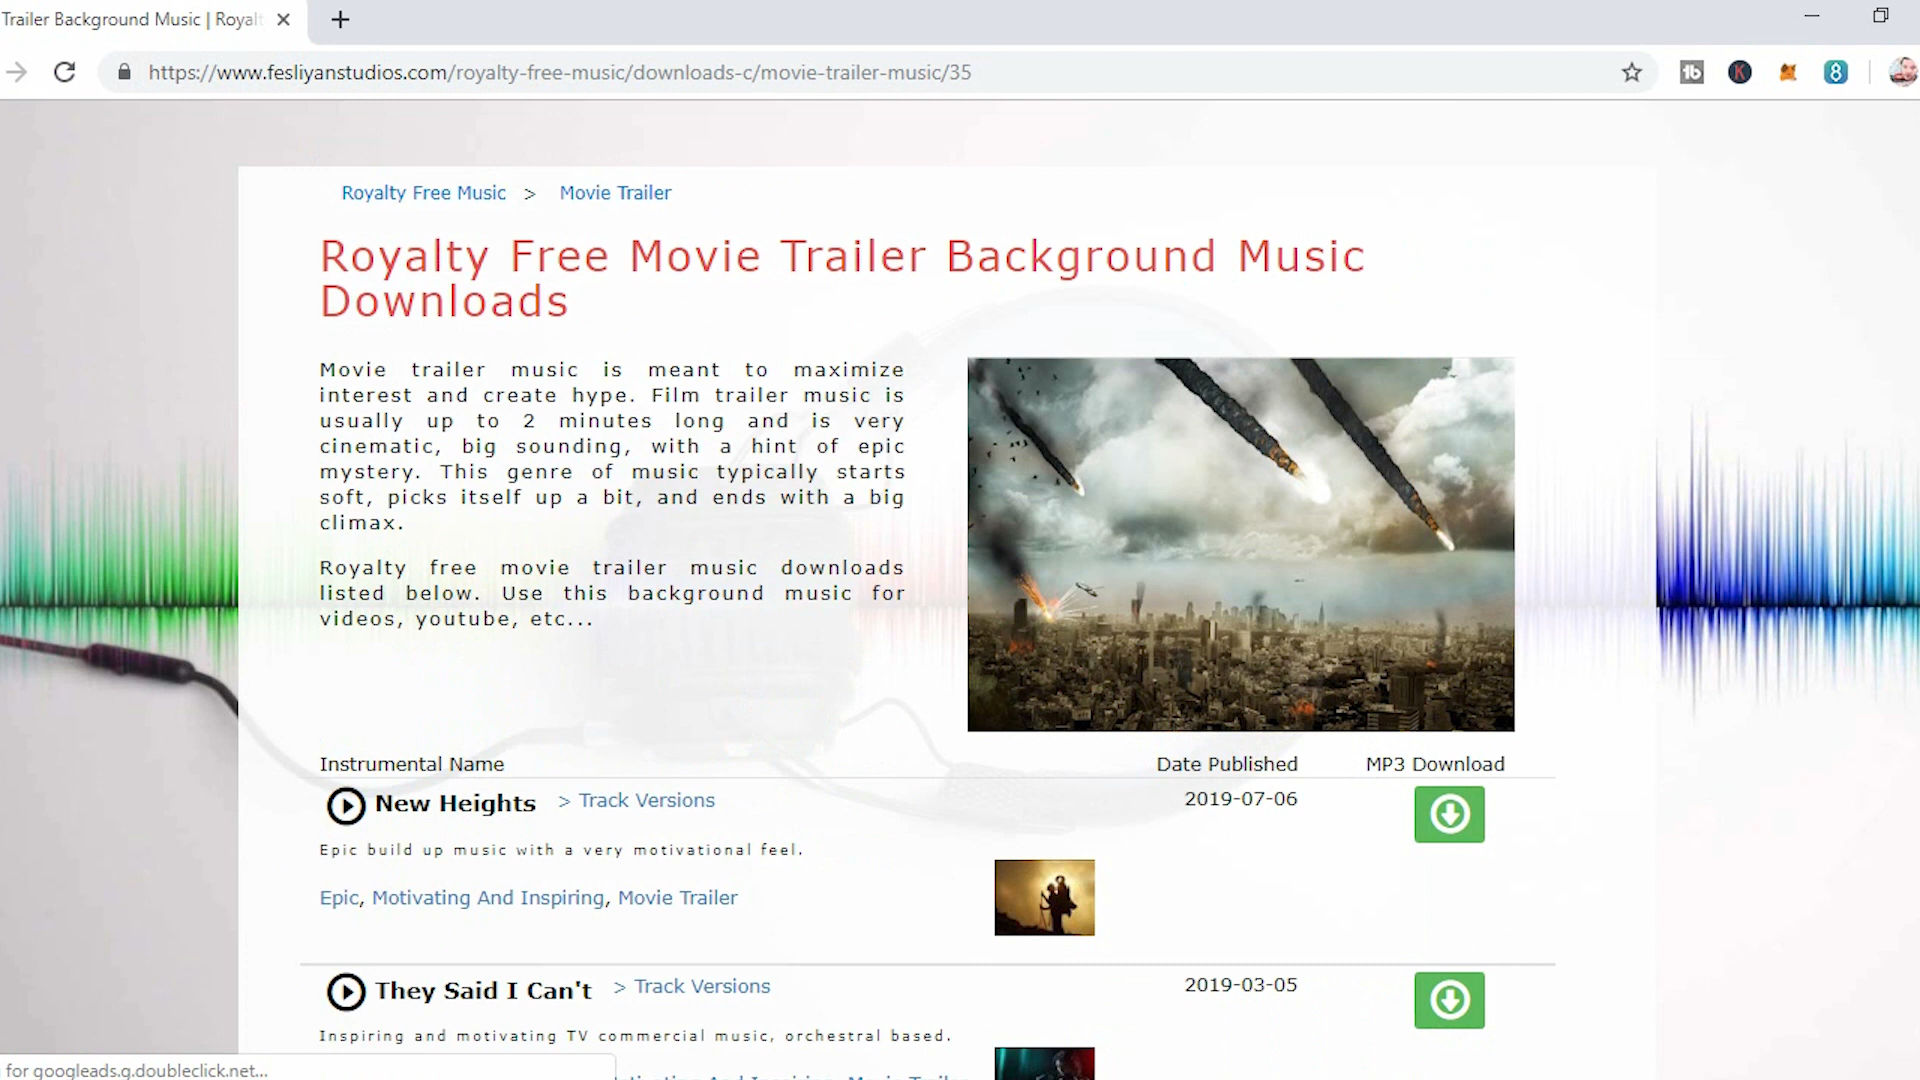 Trailer Background Music | Royalt
https://www.fesliyanstudios.com/royalty-free-music/downloads-c/movie-trailer-music/35
Royalty Free Music > Movie Trailer
Royalty Free Movie Trailer Background Music
Downloads
Movie trailer music is meant to maximize
interest and create hype. Film trailer music is
usually up to 2 minutes long and is very
cinematic, big sounding, with a hint of epic
mystery. This genre of music typically starts
soft, picks itself up a bit, and ends with a big
climax.
Royalty free movie trailer music downloads
listed below. Use this background music for
videos, youtube, etc...
Instrumental Name Date Published MP3 Download
New Heights > Track Versions 2019-07-06
Epic build up music with a very motivational feel.
Epic, Motivating And Inspiring, Movie Trailer
They Said I Can't > Track Versions 2019-03-05
Inspiring and motivating TV commercial music, orchestral based.
for googleads.g.doubleclick.net...